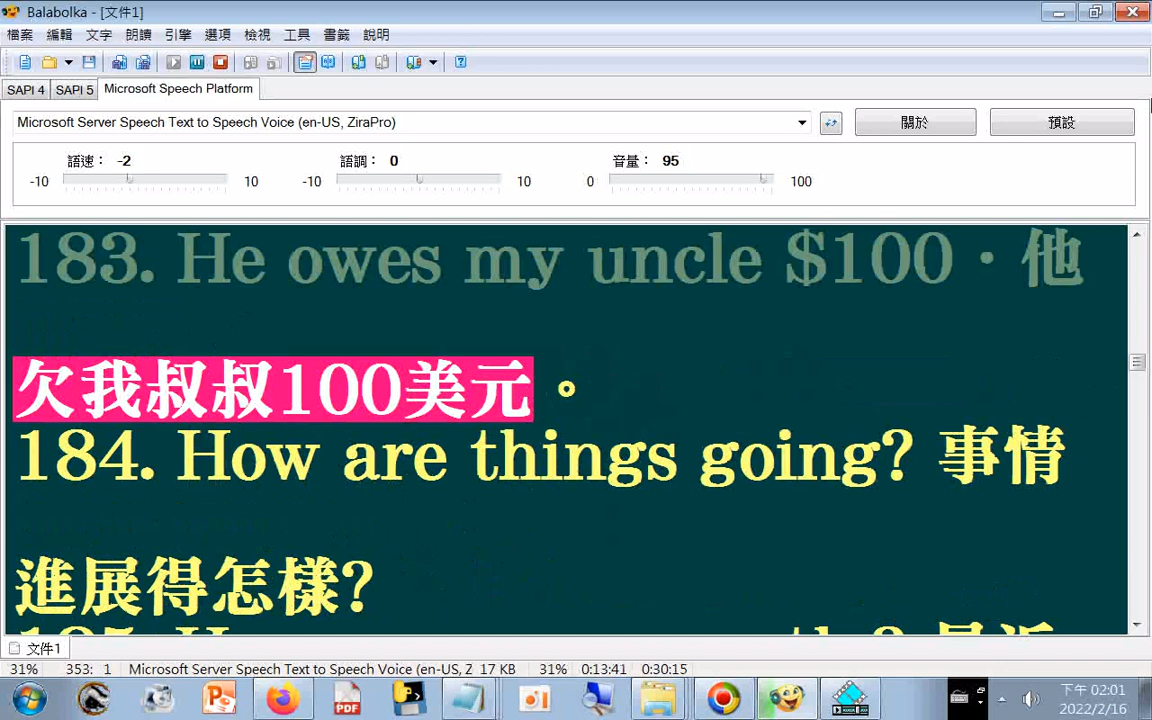 Balabolka - [文件1]
檔案 編輯 文字 朗讀 引擎 選項 檢視 工具 書籤 說明
SAPI 4 SAPI 5 Microsoft Speech Platform
Microsoft Server Speech Text to Speech Voice (en-US, ZiraPro) 關於 預設
語速： -2 語調： 0 音量： 95
-10 10 -10 10 0 100
183. He owes my uncle $100‧他
欠我叔叔100美元。
184. How are things going? 事情
進展得怎樣?
文件1
31% 353: 1 Microsoft Server Speech Text to Speech Voice (en-US, Z 17 KB 31% 0:13:41 0:30:15
下午 02:01
2022/2/16